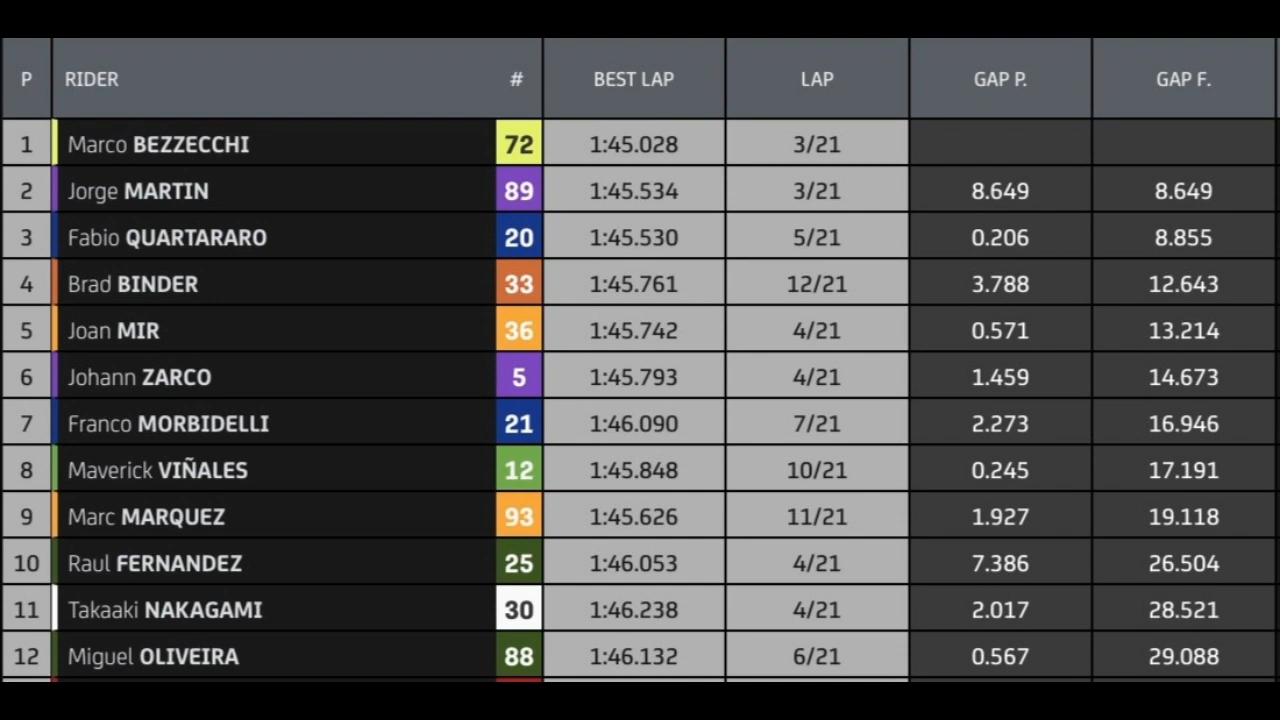 P RIDER # BEST LAP LAP GAP P. GAP F.
1 Marco BEZZECCHI 72 1:45.028 3/21
2 Jorge MARTIN 89 1:45.534 3/21 8.649 8.649
3 Fabio QUARTARARO 20 1:45.530 5/21 0.206 8.855
4 Brad BINDER 33 1:45.761 12/21 3.788 12.643
5 Joan MIR 36 1:45.742 4/21 0.571 13.214
6 Johann ZARCO 5 1:45.793 4/21 1.459 14.673
7 Franco MORBIDELLI 21 1:46.090 7/21 2.273 16.946
8 Maverick VIÑALES 12 1:45.848 10/21 0.245 17.191
9 Marc MARQUEZ 93 1:45.626 11/21 1.927 19.118
10 Raul FERNANDEZ 25 1:46.053 4/21 7.386 26.504
11 Takaaki NAKAGAMI 30 1:46.238 4/21 2.017 28.521
12 Miguel OLIVEIRA 88 1:46.132 6/21 0.567 29.088